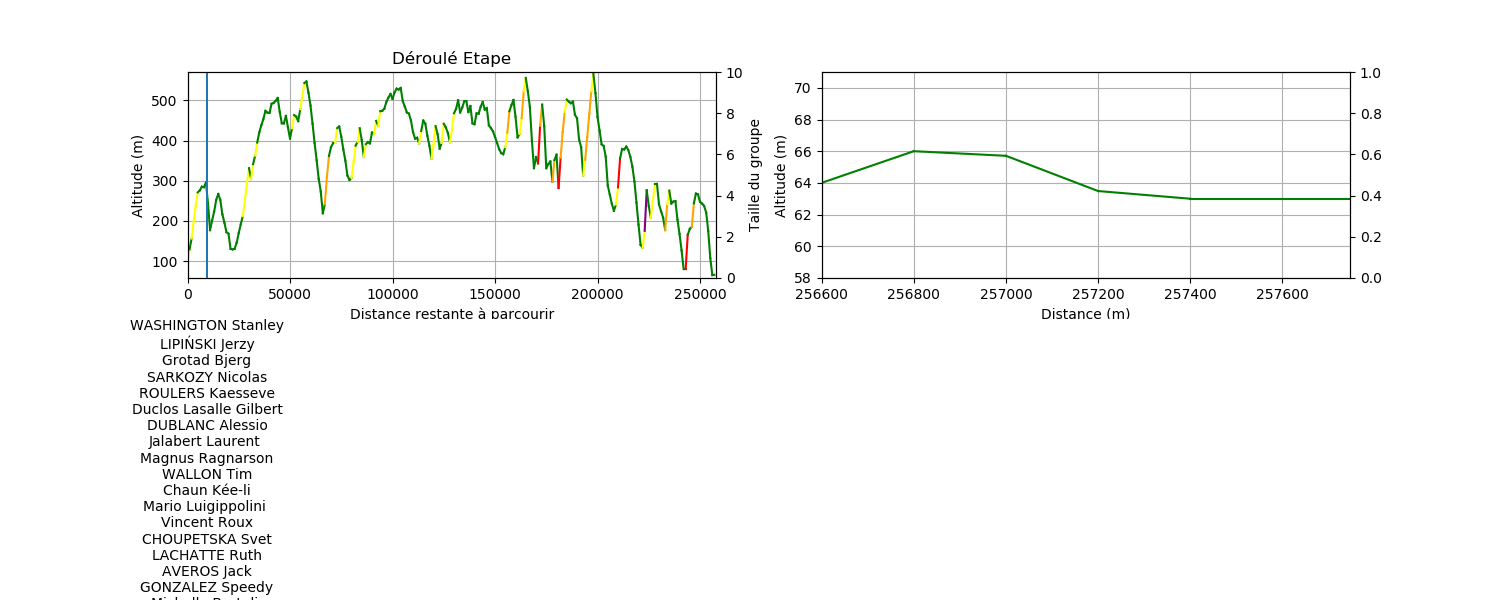 Déroulé Etape
500
400
300
200
100
Altitude (m)
10
8
6
4
2
0
Taille du groupe
0 50000 100000 150000 200000 250000
Distance restante à parcourir
70
68
66
64
62
60
58
Altitude (m)
1.0
0.8
0.6
0.4
0.2
0.0
256600 256800 257000 257200 257400 257600
Distance (m)
WASHINGTON Stanley
LIPIŃSKI Jerzy
Grotad Bjerg
SARKOZY Nicolas
ROULERS Kaesseve
Duclos Lasalle Gilbert
DUBLANC Alessio
Jalabert Laurent
Magnus Ragnarson
WALLON Tim
Chaun Kée-li
Mario Luigippolini
Vincent Roux
CHOUPETSKA Svet
LACHATTE Ruth
AVEROS Jack
GONZALEZ Speedy